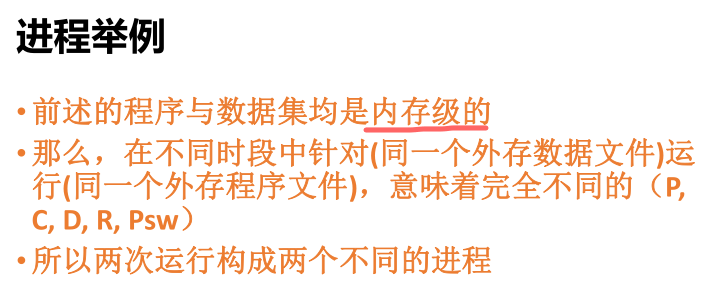 进程举例
•前述的程序与数据集均是内存级的
•那么，在不同时段中针对(同一个外存数据文件)运
行(同一个外存程序文件)，意味着完全不同的（P,
C, D, R, Psw）
•所以两次运行构成两个不同的进程